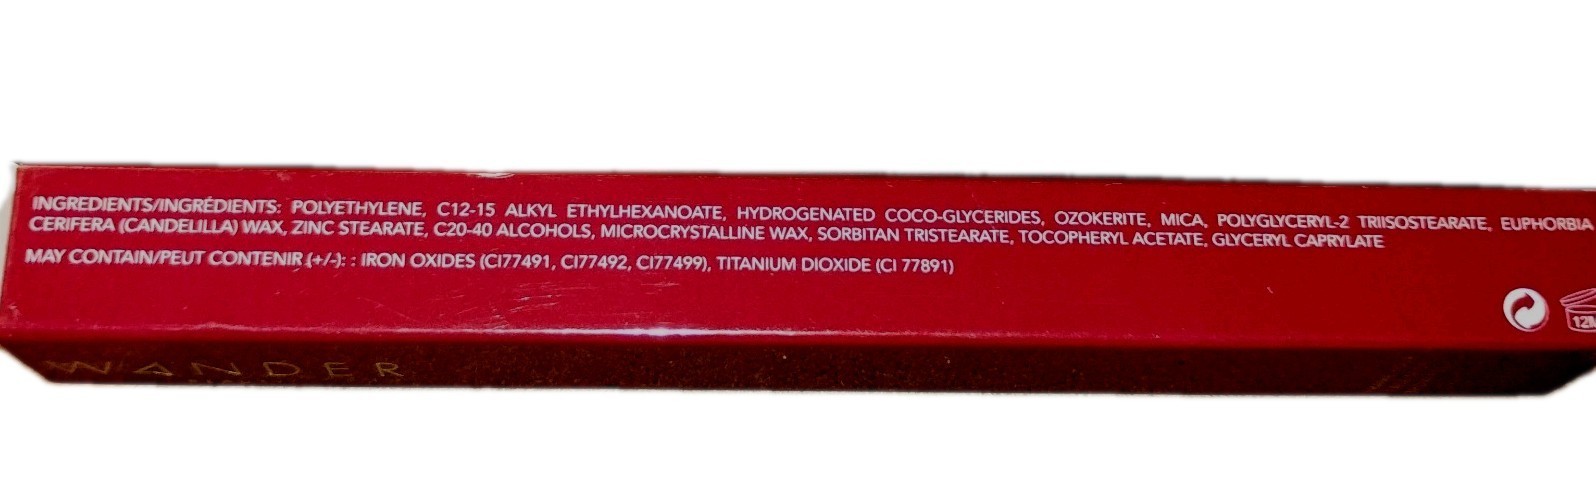 INGREDIENTS/INGRÉDIENTS: POLYETHYLENE, C12-15 ALKYL ETHYLHEXANOATE, HYDROGENATED COCO-GLYCERIDES, OZOKERITE, MICA, POLYGLYCERYL-2 TRIISOSTEARATE, EUPHORBIA
CERIFERA (CANDELILLA) WAX, ZINC STEARATE, C20-40 ALCOHOLS, MICROCRYSTALLINE WAX, SORBITAN TRISTEARATE, TOCOPHERYL ACETATE, GLYCERYL CAPRYLATE
MAY CONTAIN/PEUT CONTENIR (+/-): : IRON OXIDES (CI77491, CI77492, CI77499), TITANIUM DIOXIDE (CI 77891)
12M
WANDER